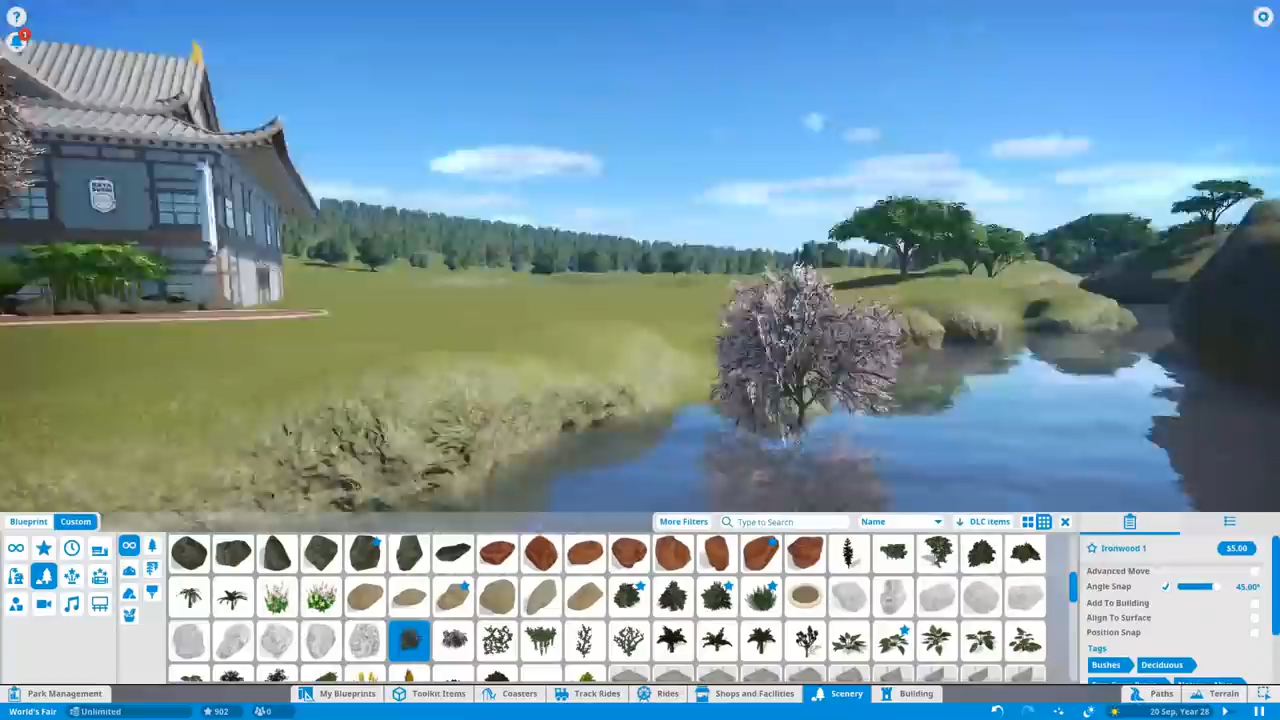 ?
1
Blueprint
Custom
More Filters
Type to Search
Name
DLC items
Ironwood 1
$5.00
Advanced Move
Angle Snap
45.00°
Add To Building
Align To Surface
Position Snap
Tags
Bushes
Deciduous
Park Management
My Blueprints
Toolkit Items
Coasters
Track Rides
Rides
Shops and Facilities
Scenery
Building
Paths
Terrain
World's Fair
Unlimited
902
0
20 Sep, Year 28